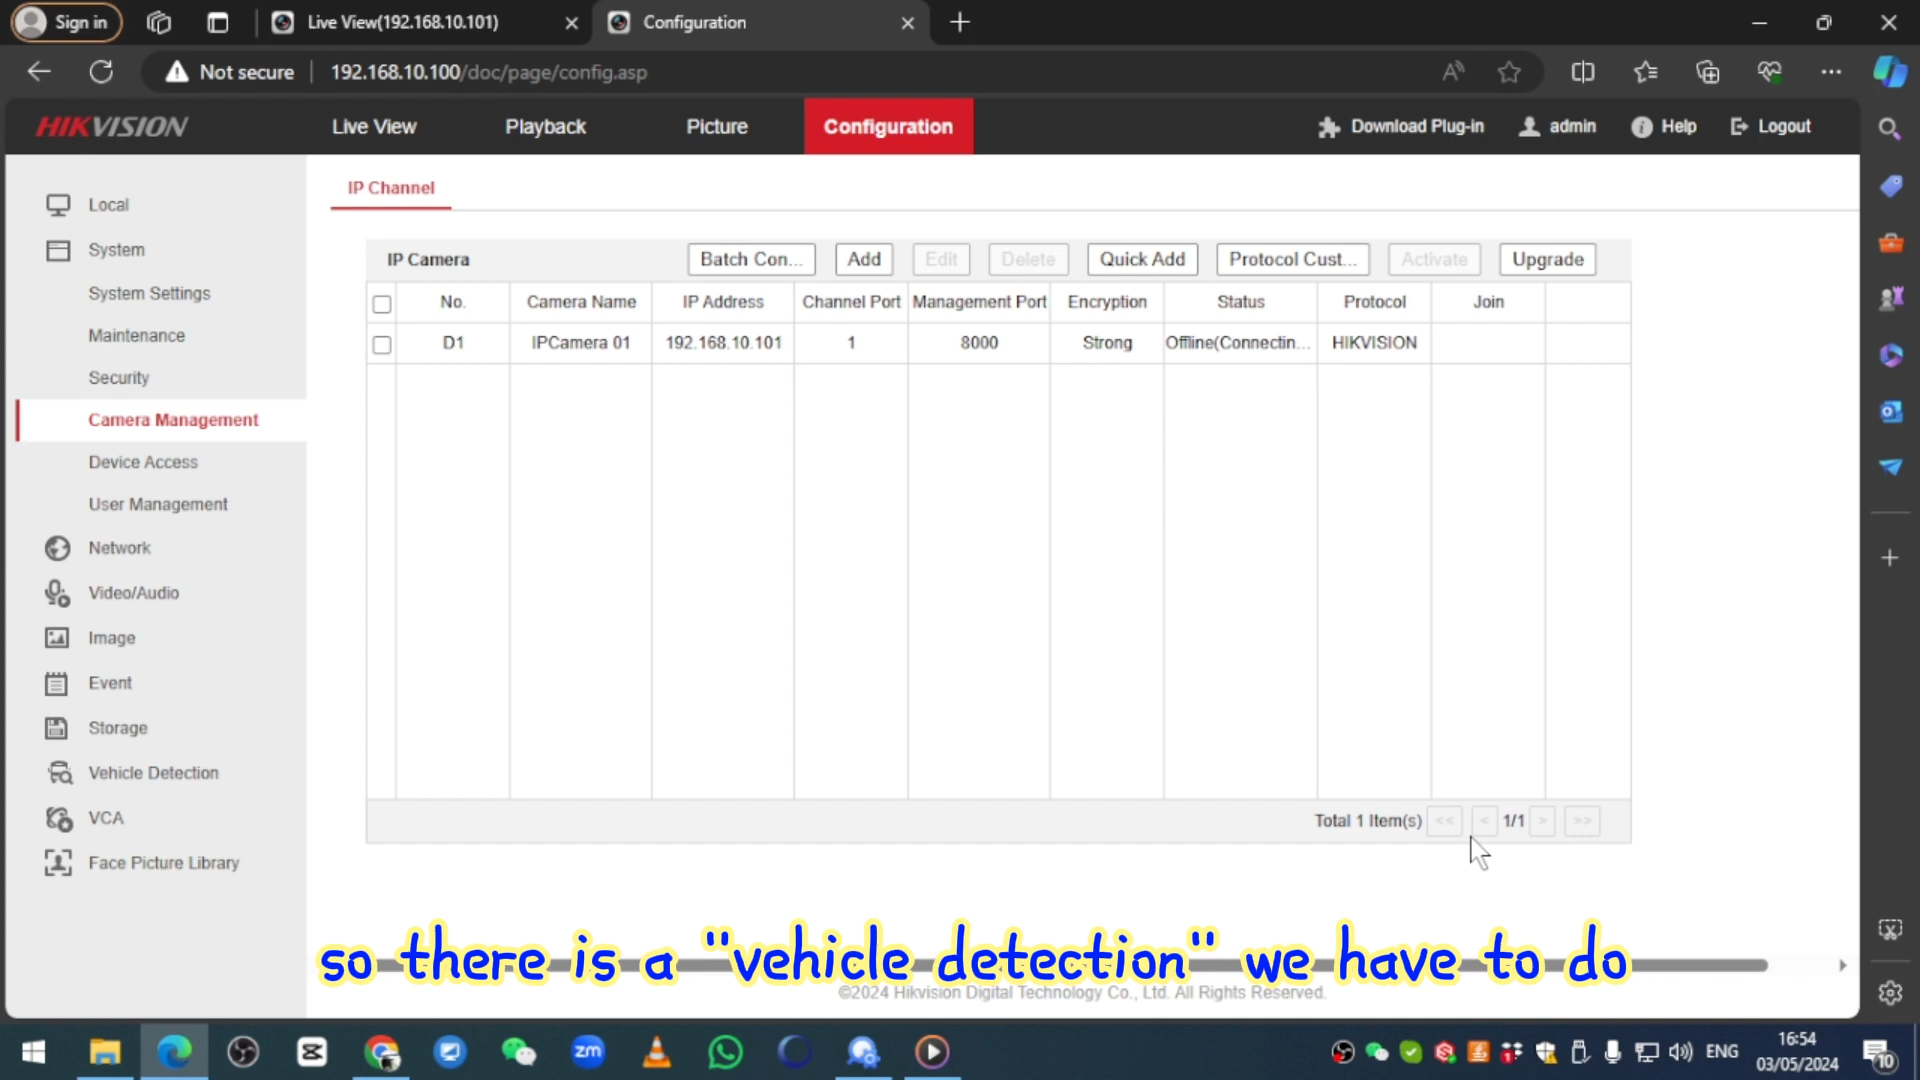 Sign in
Live View(192.168.10.101)
Configuration
Not secure
192.168.10.100/doc/page/config.asp
HIKVISION
Live View
Playback
Picture
Configuration
Download Plug-in
admin
Help
Logout
Local
System
System Settings
Maintenance
Security
Camera Management
Device Access
User Management
Network
Video/Audio
Image
Event
Storage
Vehicle Detection
VCA
Face Picture Library
IP Channel
IP Camera
Batch Con...
Add
Edit
Delete
Quick Add
Protocol Cust...
Activate
Upgrade
No. Camera Name IP Address Channel Port Management Port Encryption Status Protocol Join
D1 IPCamera 01 192.168.10.101 1 8000 Strong Offline(Connectin... HIKVISION
Total 1 Item(s) << < 1/1 > >>
so there is a "vehicle detection" we have to do
©2024 Hikvision Digital Technology Co., Ltd. All Rights Reserved.
zm
ENG
16:54
03/05/2024
10